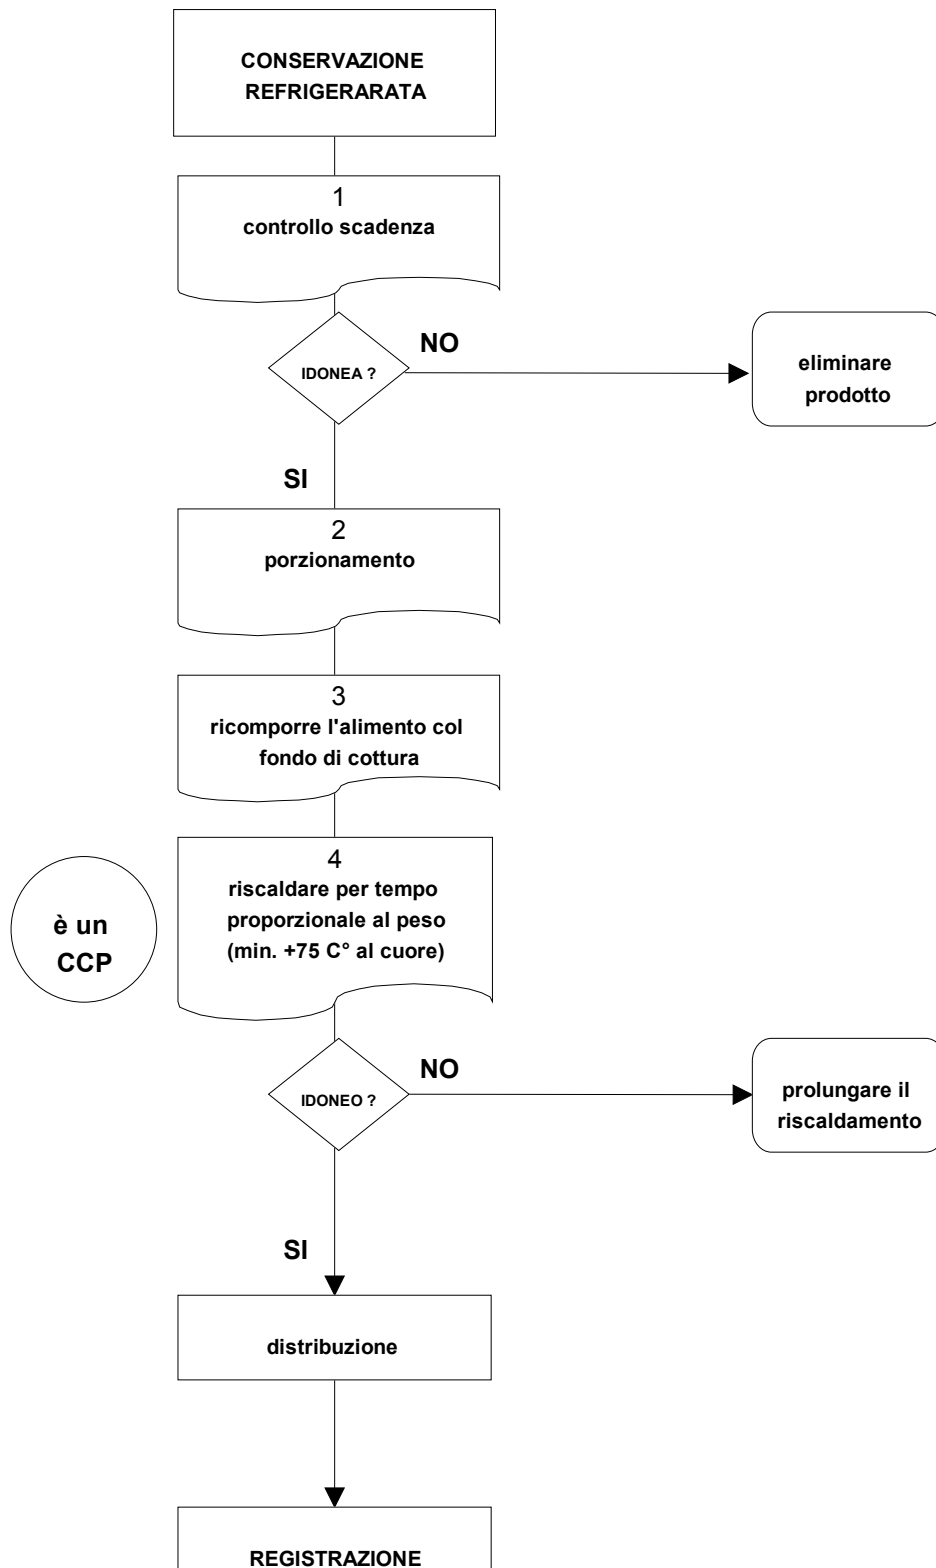 CONSERVAZIONE
REFRIGERARATA
1
controllo scadenza
IDONEA ?
NO
eliminare
prodotto
SI
2
porzionamento
3
ricomporre l'alimento col
fondo di cottura
4
riscaldare per tempo
proporzionale al peso
(min. +75 C° al cuore)
è un
CCP
IDONEO ?
NO
prolungare il
riscaldamento
SI
distribuzione
REGISTRAZIONE